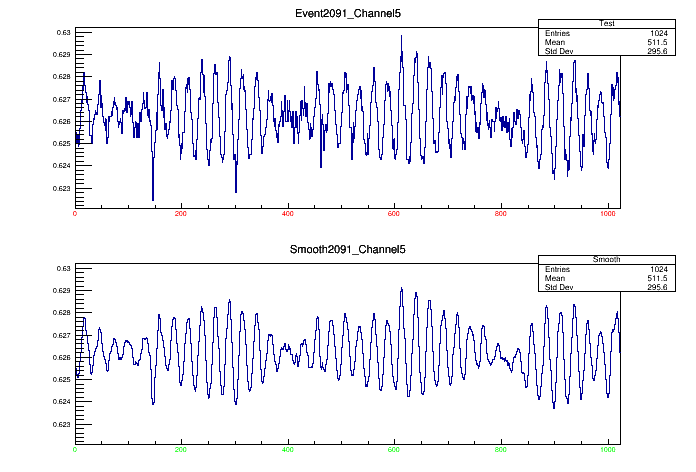 Event2091_Channel5
Test
Entries 1024
Mean 511.5
Std Dev 295.6
0.63
0.629
0.628
0.627
0.626
0.625
0.624
0.623
0 200 400 600 800 1000
Smooth2091_Channel5
Smooth
Entries 1024
Mean 511.5
Std Dev 295.6
0.63
0.629
0.628
0.627
0.626
0.625
0.624
0.623
0 200 400 600 800 1000